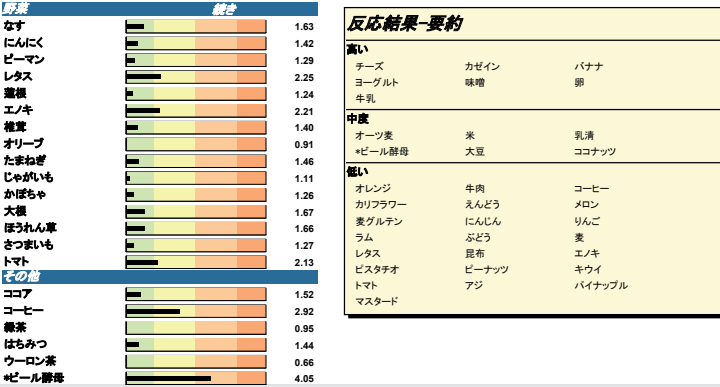 野菜 続き
なす 1.63
にんにく 1.42
ピーマン 1.29
レタス 2.25
蓮根 1.24
エノキ 2.21
椎茸 1.40
オリーブ 0.91
たまねぎ 1.46
じゃがいも 1.11
かぼちゃ 1.26
大根 1.67
ほうれん草 1.66
さつまいも 1.27
トマト 2.13
その他
ココア 1.52
コーヒー 2.92
緑茶 0.95
はちみつ 1.44
ウーロン茶 0.66
*ビール酵母 4.05
反応結果-要約
高い
チーズ カゼイン バナナ
ヨーグルト 味噌 卵
牛乳
中度
オーツ麦 米 乳清
*ビール酵母 大豆 ココナッツ
低い
オレンジ 牛肉 コーヒー
カリフラワー えんどう メロン
麦グルテン にんじん りんご
ラム ぶどう 麦
レタス 昆布 エノキ
ピスタチオ ピーナッツ キウイ
トマト アジ パイナップル
マスタード